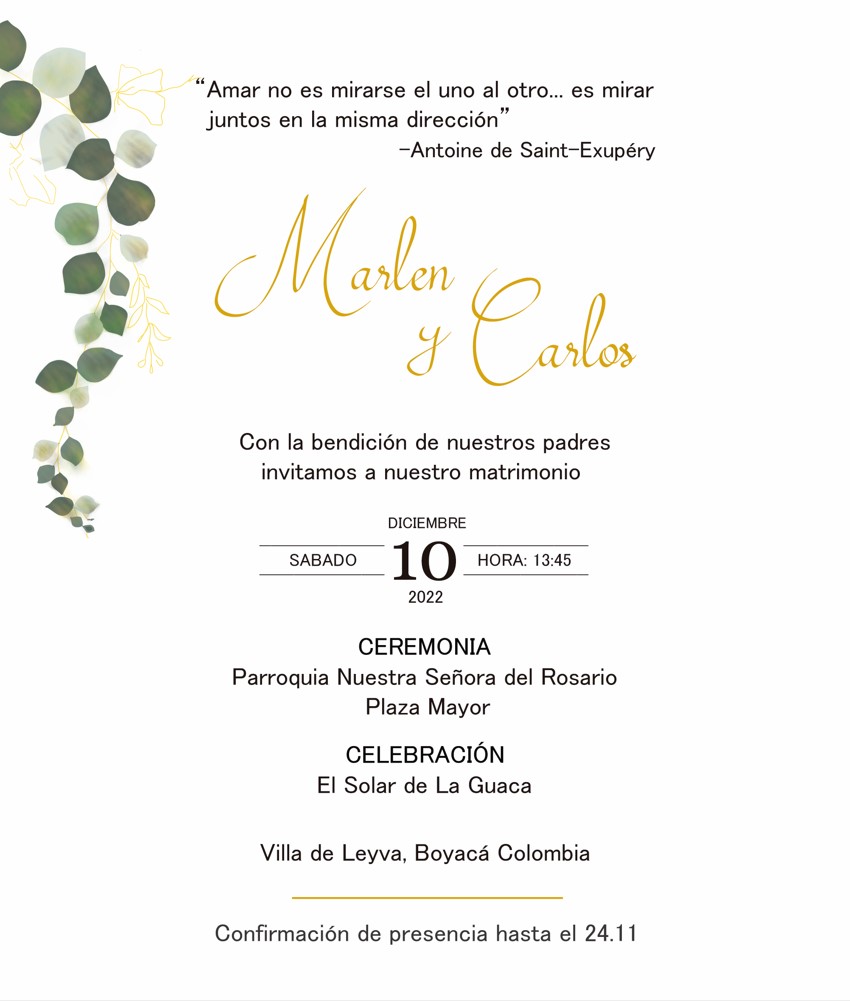 “Amar no es mirarse el uno al otro... es mirar
juntos en la misma dirección”
-Antoine de Saint-Exupéry
Marlen
y Carlos
Con la bendición de nuestros padres
invitamos a nuestro matrimonio
DICIEMBRE
SABADO 10 HORA: 13:45
2022
CEREMONIA
Parroquia Nuestra Señora del Rosario
Plaza Mayor
CELEBRACIÓN
El Solar de La Guaca
Villa de Leyva, Boyacá Colombia
Confirmación de presencia hasta el 24.11